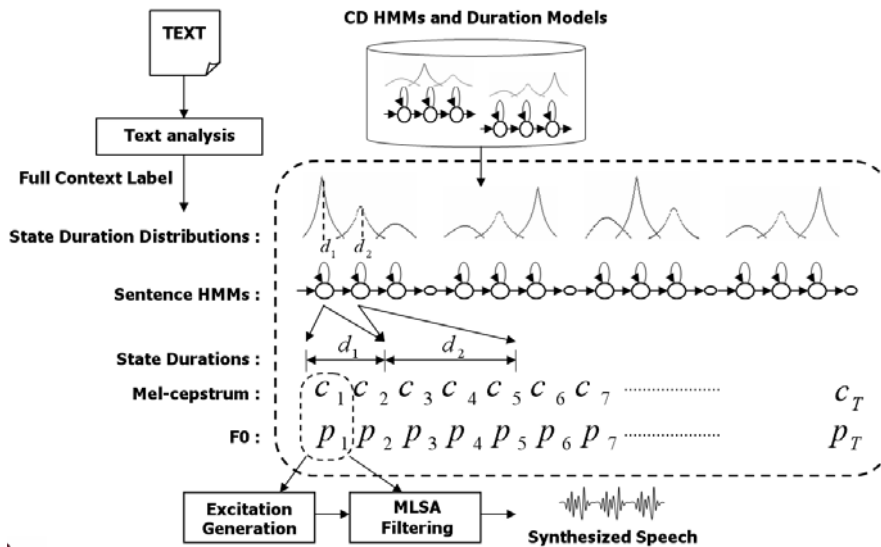 CD HMMs and Duration Models
TEXT
Text analysis
Full Context Label
State Duration Distributions :
d1 d2
Sentence HMMs :
State Durations :
d1 d2
Mel-cepstrum :
c1 c2 c3 c4 c5 c6 c7 ........................ cT
F0 :
p1 p2 p3 p4 p5 p6 p7 ........................ pT
Excitation
Generation
MLSA
Filtering
Synthesized Speech